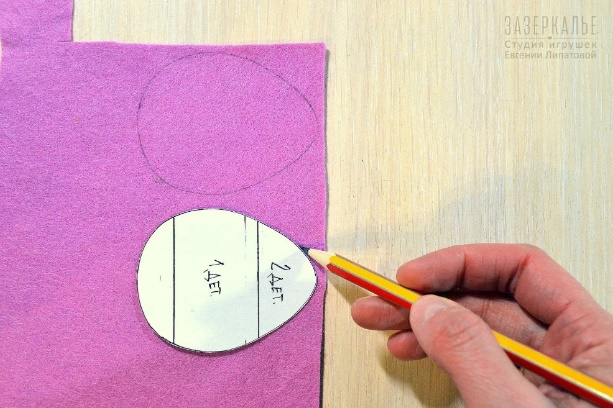 ЗАЗЕРКАЛЬЕ
Студия игрушек
Евгении Липатовой
1 ДЕТ.
2 ДЕТ.